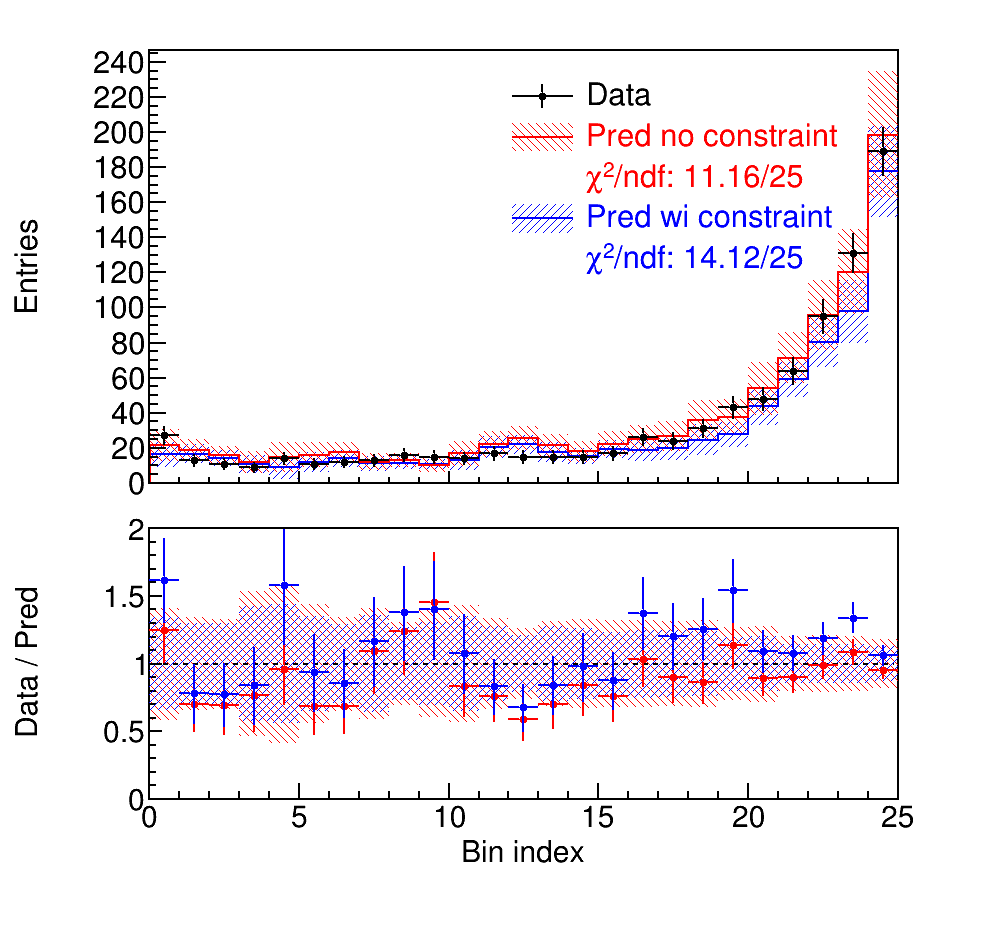 240
220
200
180
160
140
120
100
80
60
40
20
0
Entries
Data
Pred no constraint
χ²/ndf: 11.16/25
Pred wi constraint
χ²/ndf: 14.12/25
2
1.5
1
0.5
0
Data / Pred
0 5 10 15 20 25
Bin index